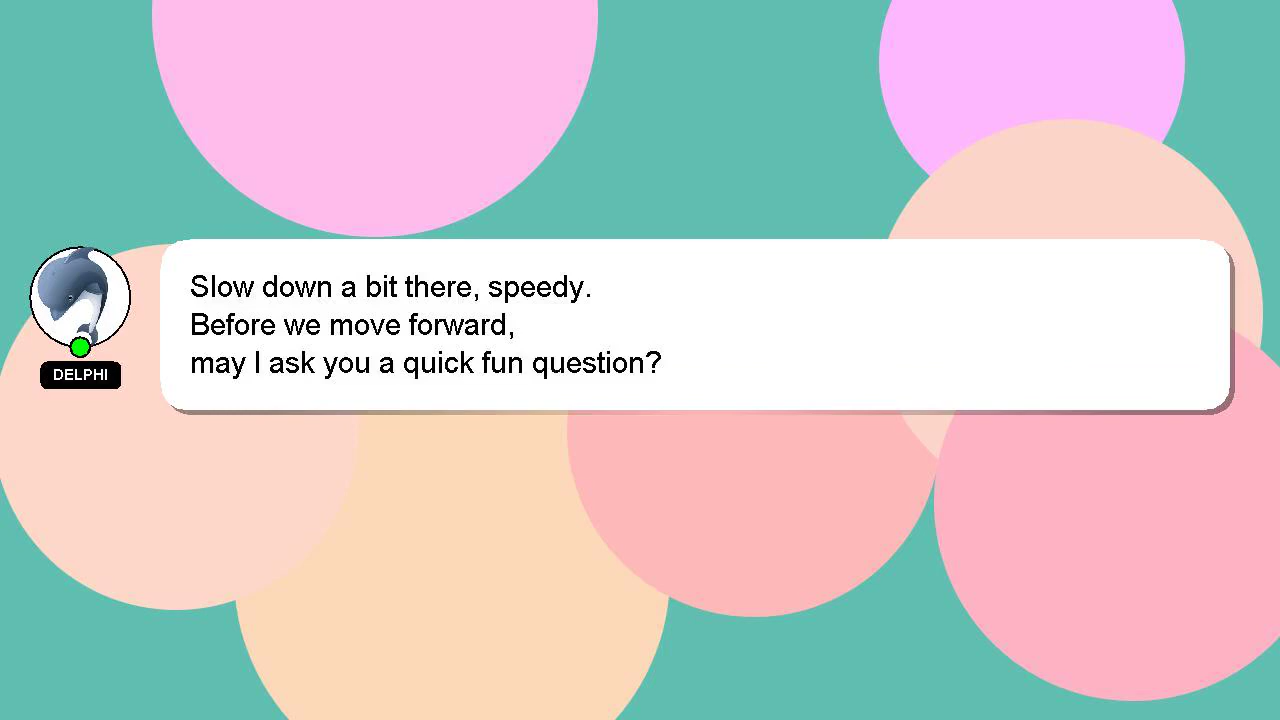 Slow down a bit there, speedy.
Before we move forward,
may I ask you a quick fun question?
DELPHI